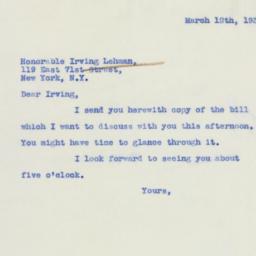 March 19th, 193
Honorable Irving Lehman,
119 East 71st Street,
New York, N.Y.
Dear Irving,
I send you herewith copy of the bill
which I want to discuss with you this afternoon.
You might have time to glance through it.
I look forward to seeing you about
five o'clock.
Yours,